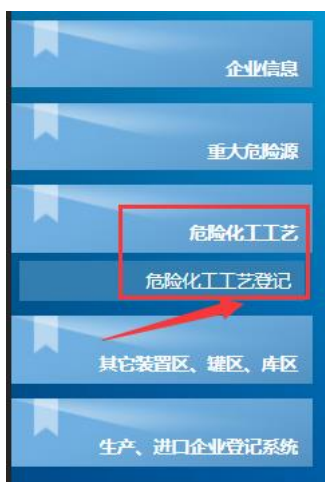 企业信息
重大危险源
危险化工工艺
危险化工工艺登记
其它装置区、罐区、库区
生产、进口企业登记系统